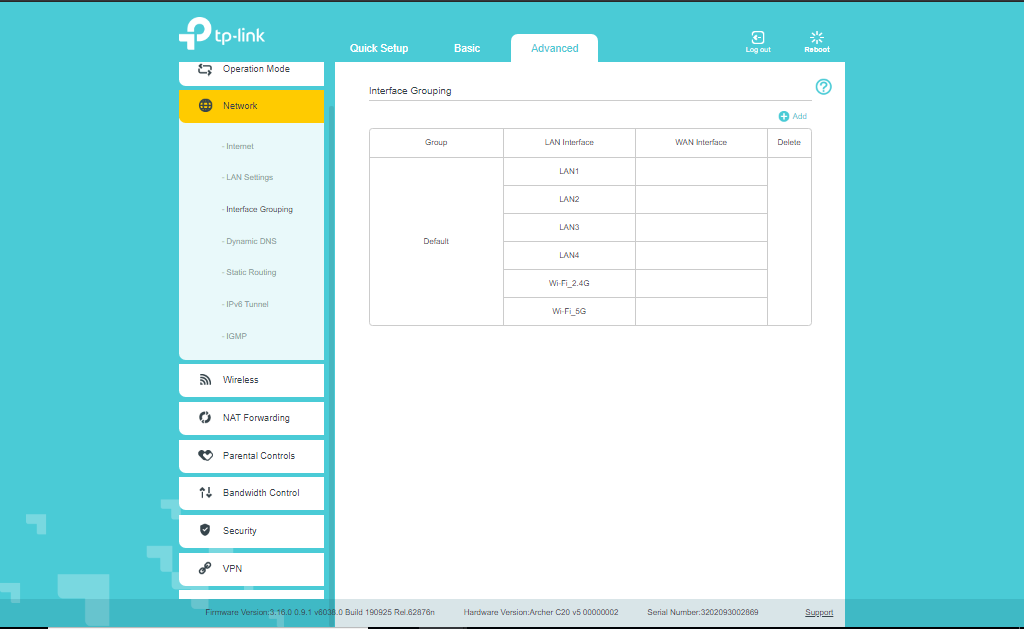 tp-link
Quick Setup
Basic
Advanced
Log out
Reboot
Operation Mode
Network
- Internet
- LAN Settings
- Interface Grouping
- Dynamic DNS
- Static Routing
- IPv6 Tunnel
- IGMP
Wireless
NAT Forwarding
Parental Controls
Bandwidth Control
Security
VPN
Interface Grouping
?
Add
Group LAN Interface WAN Interface Delete
LAN1
LAN2
LAN3
Default
LAN4
Wi-Fi_2.4G
Wi-Fi_5G
Firmware Version:3.16.0 0.9.1 v6038.0 Build 190925 Rel.62876n Hardware Version:Archer C20 v5 00000002 Serial Number:3202093002869 Support